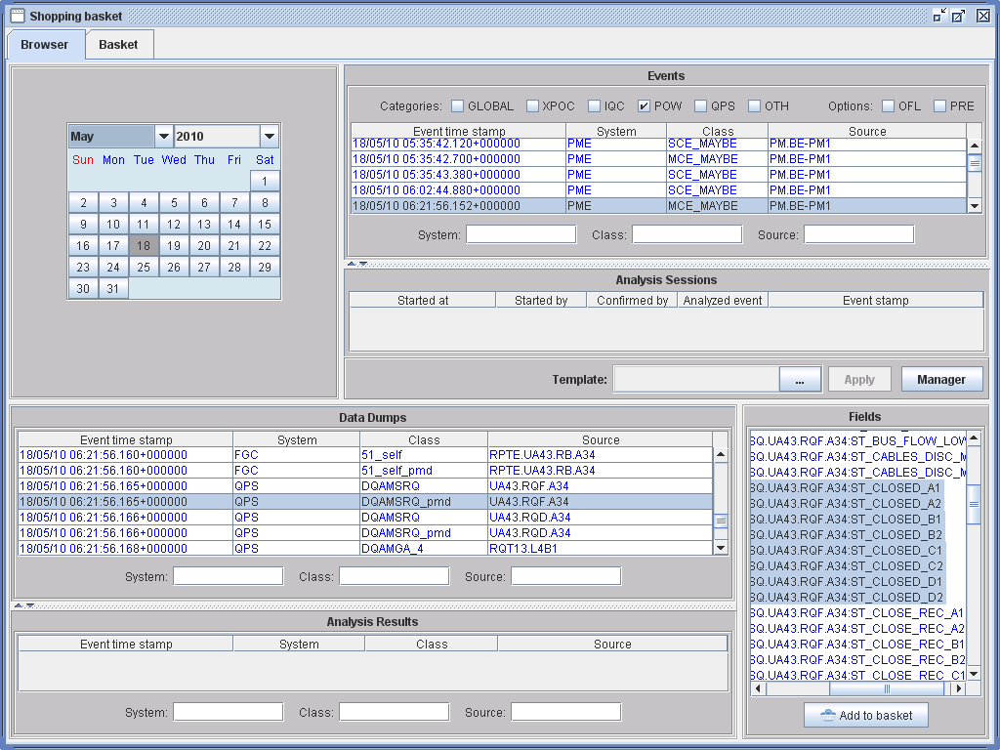 Shopping basket
Browser Basket
May 2010
Sun Mon Tue Wed Thu Fri Sat
1
2 3 4 5 6 7 8
9 10 11 12 13 14 15
16 17 18 19 20 21 22
23 24 25 26 27 28 29
30 31
Events
Categories: GLOBAL XPOC IQC POW QPS OTH Options: OFL PRE
Event time stamp System Class Source
18/05/10 05:35:42.120+000000 PME SCE_MAYBE PM.BE-PM1
18/05/10 05:35:42.700+000000 PME MCE_MAYBE PM.BE-PM1
18/05/10 05:35:43.380+000000 PME SCE_MAYBE PM.BE-PM1
18/05/10 06:02:44.880+000000 PME SCE_MAYBE PM.BE-PM1
18/05/10 06:21:56.152+000000 PME MCE_MAYBE PM.BE-PM1
System: Class: Source:
Analysis Sessions
Started at Started by Confirmed by Analyzed event Event stamp
Template: ... Apply Manager
Data Dumps
Event time stamp System Class Source
18/05/10 06:21:56.160+000000 FGC 51_self RPTE.UA43.RB.A34
18/05/10 06:21:56.160+000000 FGC 51_self_pmd RPTE.UA43.RB.A34
18/05/10 06:21:56.165+000000 QPS DQAMSRQ UA43.RQF.A34
18/05/10 06:21:56.165+000000 QPS DQAMSRQ_pmd UA43.RQF.A34
18/05/10 06:21:56.166+000000 QPS DQAMSRQ UA43.RQD.A34
18/05/10 06:21:56.166+000000 QPS DQAMSRQ_pmd UA43.RQD.A34
18/05/10 06:21:56.168+000000 QPS DQAMGA_4 RQT13.L4B1
System: Class: Source:
Analysis Results
Event time stamp System Class Source
System: Class: Source:
Fields
SQ.UA43.RQF.A34:ST_BUS_FLOW_LOW
SQ.UA43.RQF.A34:ST_CABLES_DISC_M
SQ.UA43.RQF.A34:ST_CABLES_DISC_M
SQ.UA43.RQF.A34:ST_CLOSED_A1
SQ.UA43.RQF.A34:ST_CLOSED_A2
SQ.UA43.RQF.A34:ST_CLOSED_B1
SQ.UA43.RQF.A34:ST_CLOSED_B2
SQ.UA43.RQF.A34:ST_CLOSED_C1
SQ.UA43.RQF.A34:ST_CLOSED_C2
SQ.UA43.RQF.A34:ST_CLOSED_D1
SQ.UA43.RQF.A34:ST_CLOSED_D2
SQ.UA43.RQF.A34:ST_CLOSE_REC_A1
SQ.UA43.RQF.A34:ST_CLOSE_REC_A2
SQ.UA43.RQF.A34:ST_CLOSE_REC_B1
SQ.UA43.RQF.A34:ST_CLOSE_REC_B2
SQ.UA43.RQF.A34:ST_CLOSE_REC_C1
Add to basket